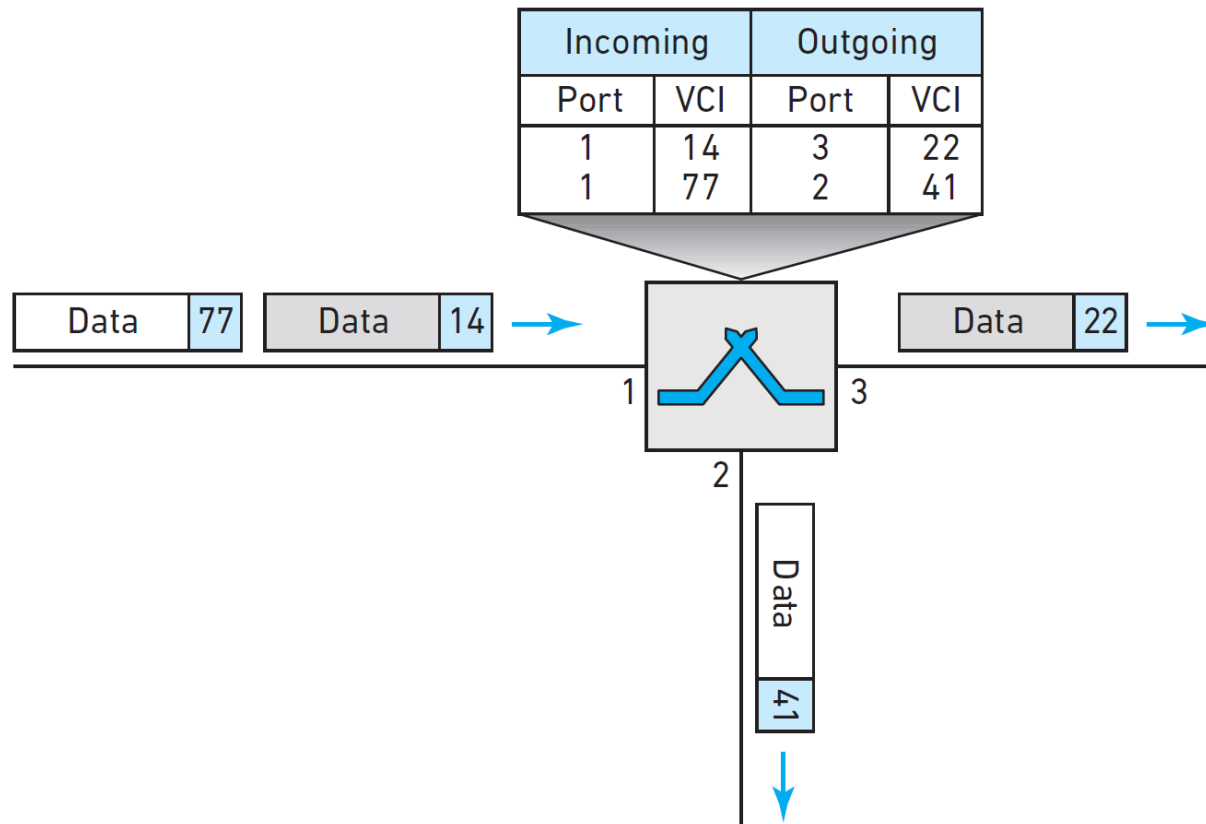 Incoming Outgoing
Port VCI Port VCI
1 14 3 22
1 77 2 41
Data 77 Data 14 Data 22
1 3
2
Data 41